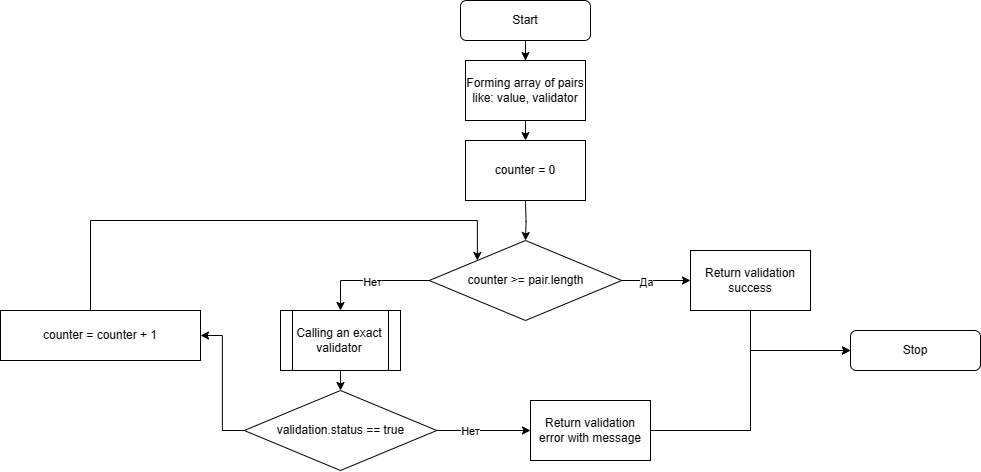 Start
Forming array of pairs
like: value, validator
counter = 0
counter >= pair.length
Нет
Да
Return validation
success
counter = counter + 1
Calling an exact
validator
Stop
validation.status == true
Нет
Return validation
error with message